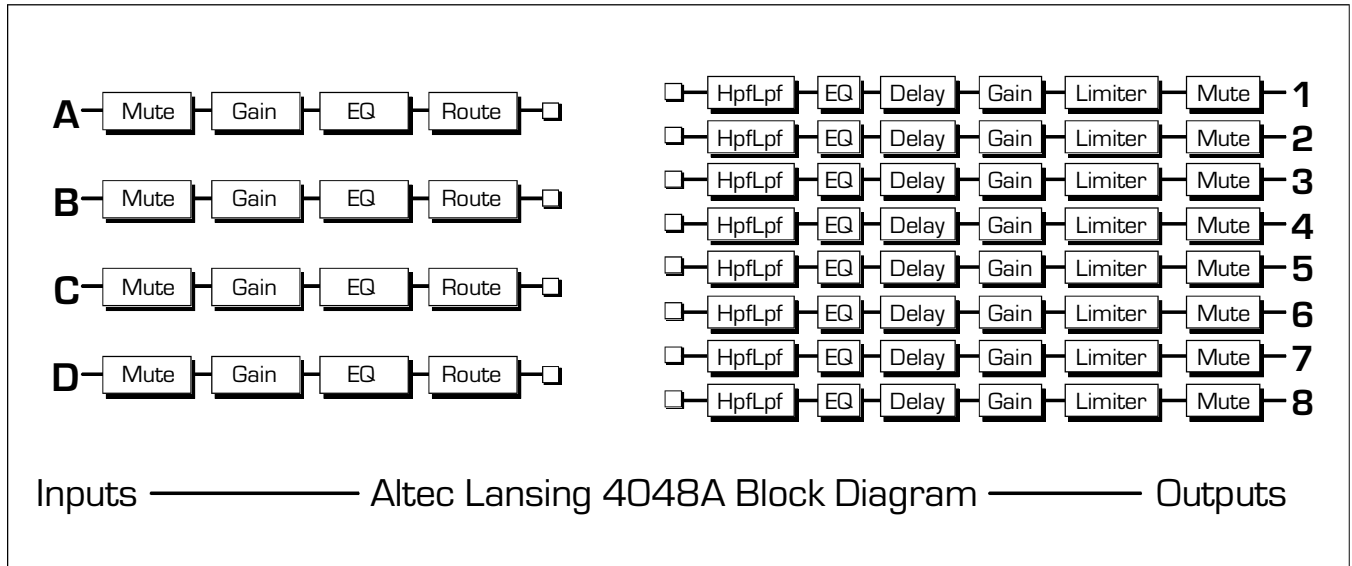 A Mute Gain EQ Route
B Mute Gain EQ Route
C Mute Gain EQ Route
D Mute Gain EQ Route
HpfLpf EQ Delay Gain Limiter Mute 1
HpfLpf EQ Delay Gain Limiter Mute 2
HpfLpf EQ Delay Gain Limiter Mute 3
HpfLpf EQ Delay Gain Limiter Mute 4
HpfLpf EQ Delay Gain Limiter Mute 5
HpfLpf EQ Delay Gain Limiter Mute 6
HpfLpf EQ Delay Gain Limiter Mute 7
HpfLpf EQ Delay Gain Limiter Mute 8
Inputs Altec Lansing 4048A Block Diagram Outputs